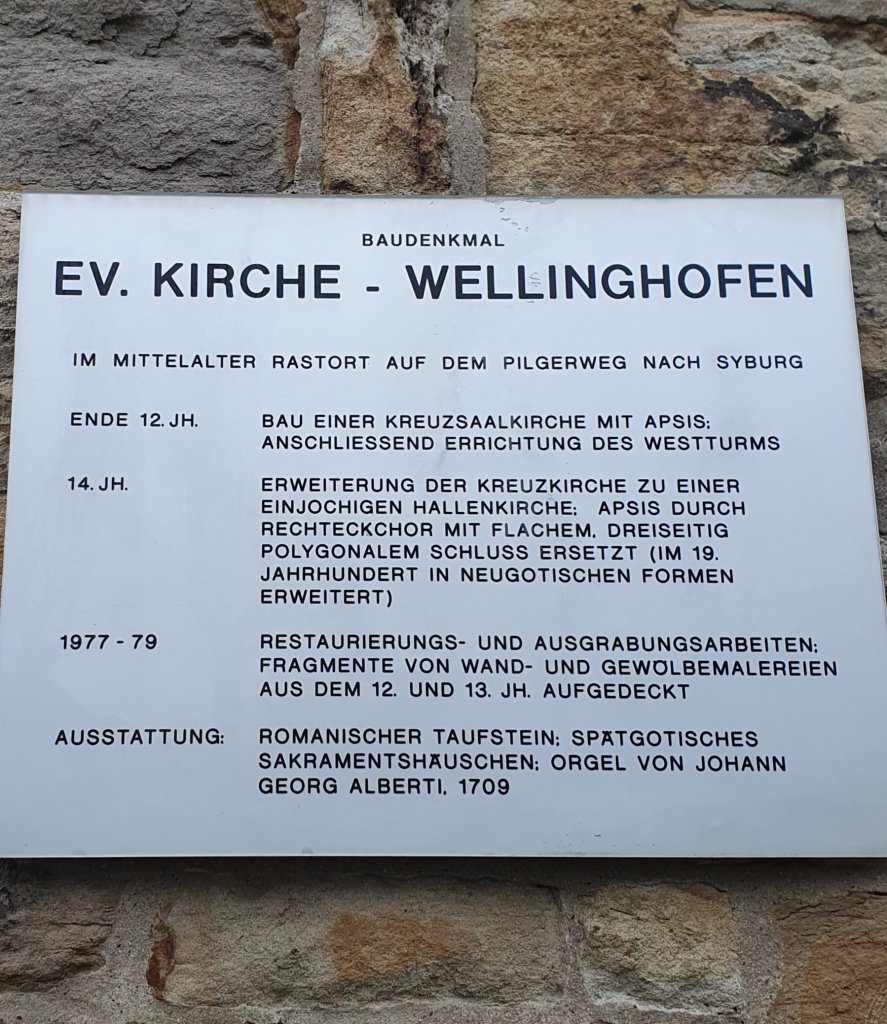 BAUDENKMAL
EV. KIRCHE - WELLINGHOFEN
IM MITTELALTER RASTORT AUF DEM PILGERWEG NACH SYBURG
ENDE 12. JH. BAU EINER KREUZSAALKIRCHE MIT APSIS;
ANSCHLIESSEND ERRICHTUNG DES WESTTURMS
14. JH. ERWEITERUNG DER KREUZKIRCHE ZU EINER
EINJOCHIGEN HALLENKIRCHE; APSIS DURCH
RECHTECKCHOR MIT FLACHEM, DREISEITIG
POLYGONALEM SCHLUSS ERSETZT (IM 19.
JAHRHUNDERT IN NEUGOTISCHEN FORMEN
ERWEITERT)
1977 - 79 RESTAURIERUNGS- UND AUSGRABUNGSARBEITEN;
FRAGMENTE VON WAND- UND GEWÖLBEMALEREIEN
AUS DEM 12. UND 13. JH. AUFGEDECKT
AUSSTATTUNG: ROMANISCHER TAUFSTEIN; SPÄTGOTISCHES
SAKRAMENTSHÄUSCHEN; ORGEL VON JOHANN
GEORG ALBERTI, 1709